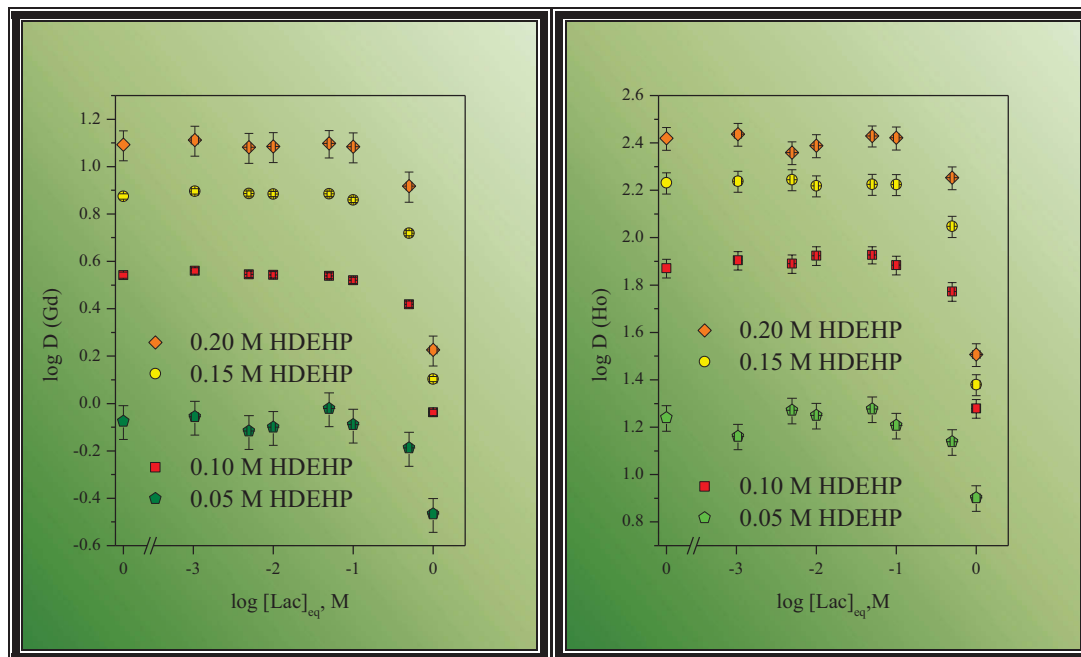 log D (Gd)
1.2
1.0
0.8
0.6
0.4
0.2
0.0
-0.2
-0.4
-0.6
0.20 M HDEHP
0.15 M HDEHP
0.10 M HDEHP
0.05 M HDEHP
0 -3 -2 -1 0
log [Lac]eq, M
log D (Ho)
2.6
2.4
2.2
2.0
1.8
1.6
1.4
1.2
1.0
0.8
0.20 M HDEHP
0.15 M HDEHP
0.10 M HDEHP
0.05 M HDEHP
0 -3 -2 -1 0
log [Lac]eq,M